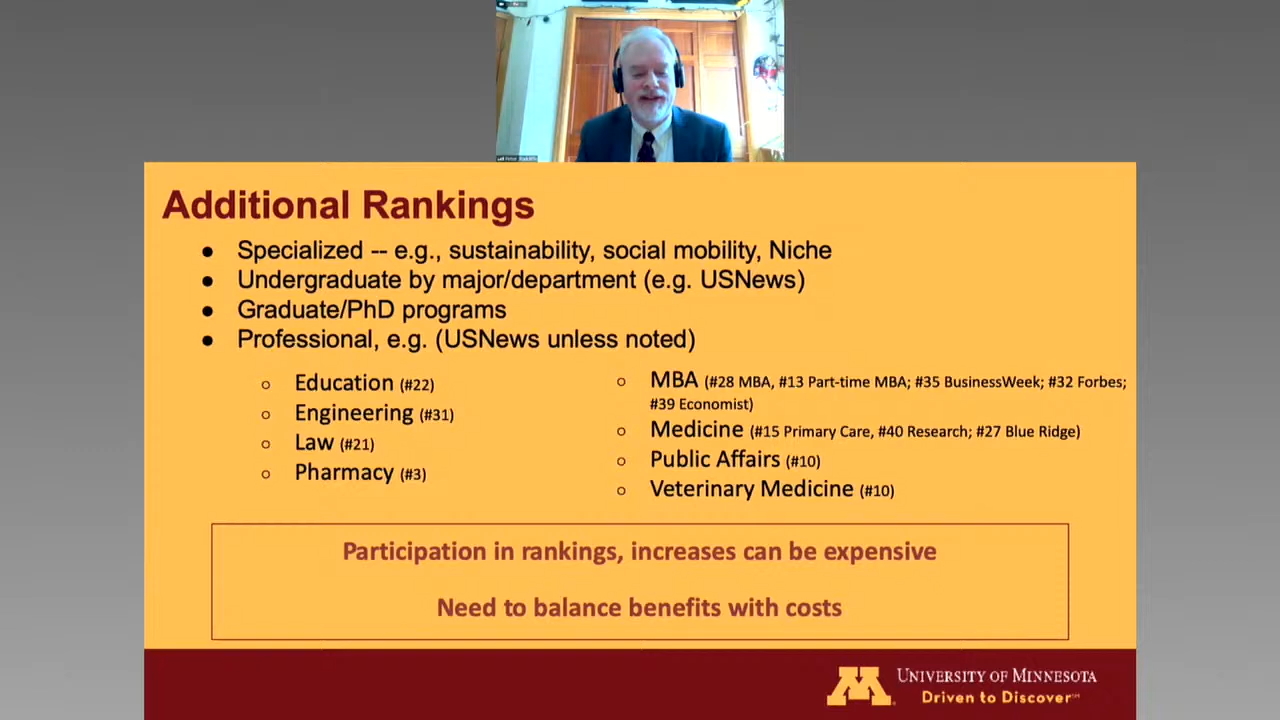 Additional Rankings
● Specialized -- e.g., sustainability, social mobility, Niche
● Undergraduate by major/department (e.g. USNews)
● Graduate/PhD programs
● Professional, e.g. (USNews unless noted)
○ Education (#22)
○ Engineering (#31)
○ Law (#21)
○ Pharmacy (#3)
○ MBA (#28 MBA, #13 Part-time MBA; #35 BusinessWeek; #32 Forbes;
#39 Economist)
○ Medicine (#15 Primary Care, #40 Research; #27 Blue Ridge)
○ Public Affairs (#10)
○ Veterinary Medicine (#10)
Participation in rankings, increases can be expensive
Need to balance benefits with costs
M
UNIVERSITY OF MINNESOTA
Driven to Discover℠